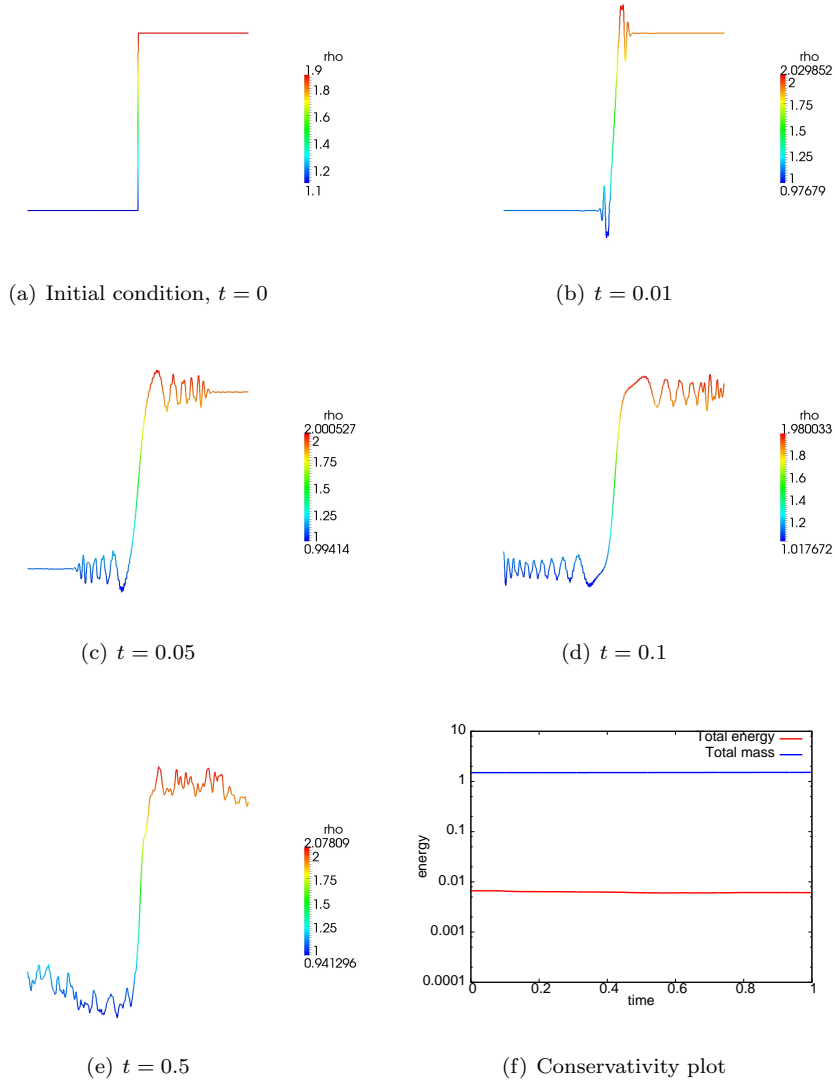 rho
1.9
1.8
1.6
1.4
1.2
1.1
(a) Initial condition, t = 0
rho
2.029852
2
1.75
1.5
1.25
1
0.97679
(b) t = 0.01
rho
2.000527
2
1.75
1.5
1.25
1
0.99414
(c) t = 0.05
rho
1.980033
1.8
1.6
1.4
1.2
1.017672
(d) t = 0.1
rho
2.07809
2
1.75
1.5
1.25
1
0.941296
(e) t = 0.5
10
1
0.1
0.01
0.001
0.0001
energy
Total energy
Total mass
0 0.2 0.4 0.6 0.8 1
time
(f) Conservativity plot